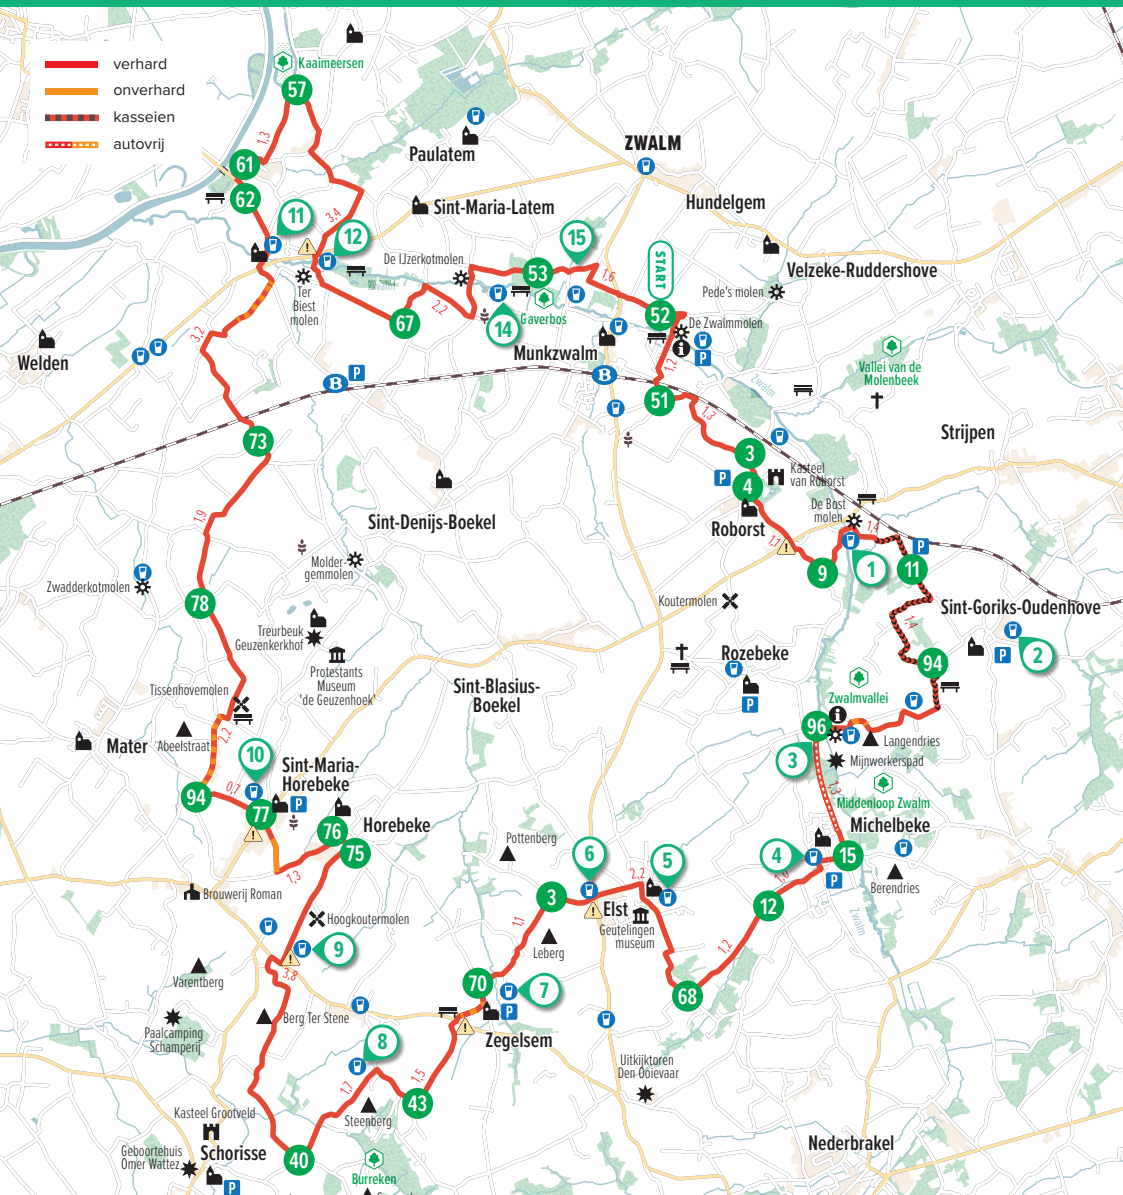 verhard
onverhard
kasseien
autovrij
Kaaimeersen
57
1,3
61
62
11
3,4
12
Paulatem
ZWALM
Sint-Maria-Latem
Hundelgem
De IJzerkotmolen
15
53
1,6
START
Velzeke-Ruddershove
Pede's molen
Ter
Biest
molen
Zwalm
67
2,2
14
Gaverbos
52
De Zwalmmolen
Munkzwalm
1,2
Welden
3,2
B
P
B
P
51
Zwalm
Vallei van de
Molenbeek
1,3
Strijpen
73
3
P
4
Kasteel
van Roborst
De Bost
molen
Roborst
1,1
1,4
P
9
1
11
Sint-Denijs-Boekel
1,9
Molder-
gemmolen
Zwadderkotmolen
78
Koutermolen
1,4
Sint-Goriks-Oudenhove
P
2
Treurbeuk
Geuzenkerkhof
Protestants
Museum
'de Geuzenhoek'
Rozebeke
P
94
Sint-Blasius-
Boekel
Zwalmvallei
Tissenhovemolen
Mater
Abeelstraat
2,2
96
Langendries
3
Mijnwerkerspad
10
Sint-Maria-
Horebeke
P
94
0,7
77
1,3
Middenloop Zwalm
76
75
Horebeke
Michelbeke
1,3
Pottenberg
6
5
4
15
P
Berendries
Brouwerij Roman
2,2
3
Elst
Geutelingen
museum
1,0
12
Zwalm
Hoogkoutermolen
9
1,1
Leberg
1,2
3,8
Varentberg
70
7
P
68
Berg Ter Stene
Paalcamping
Schamperij
Zegelsem
8
Uitkijktoren
Den Ooievaar
1,7
1,5
43
Steenberg
Kasteel Grootveld
Geboortehuis
Omer Wattez
Schorisse
P
40
Burreken
Nederbrakel